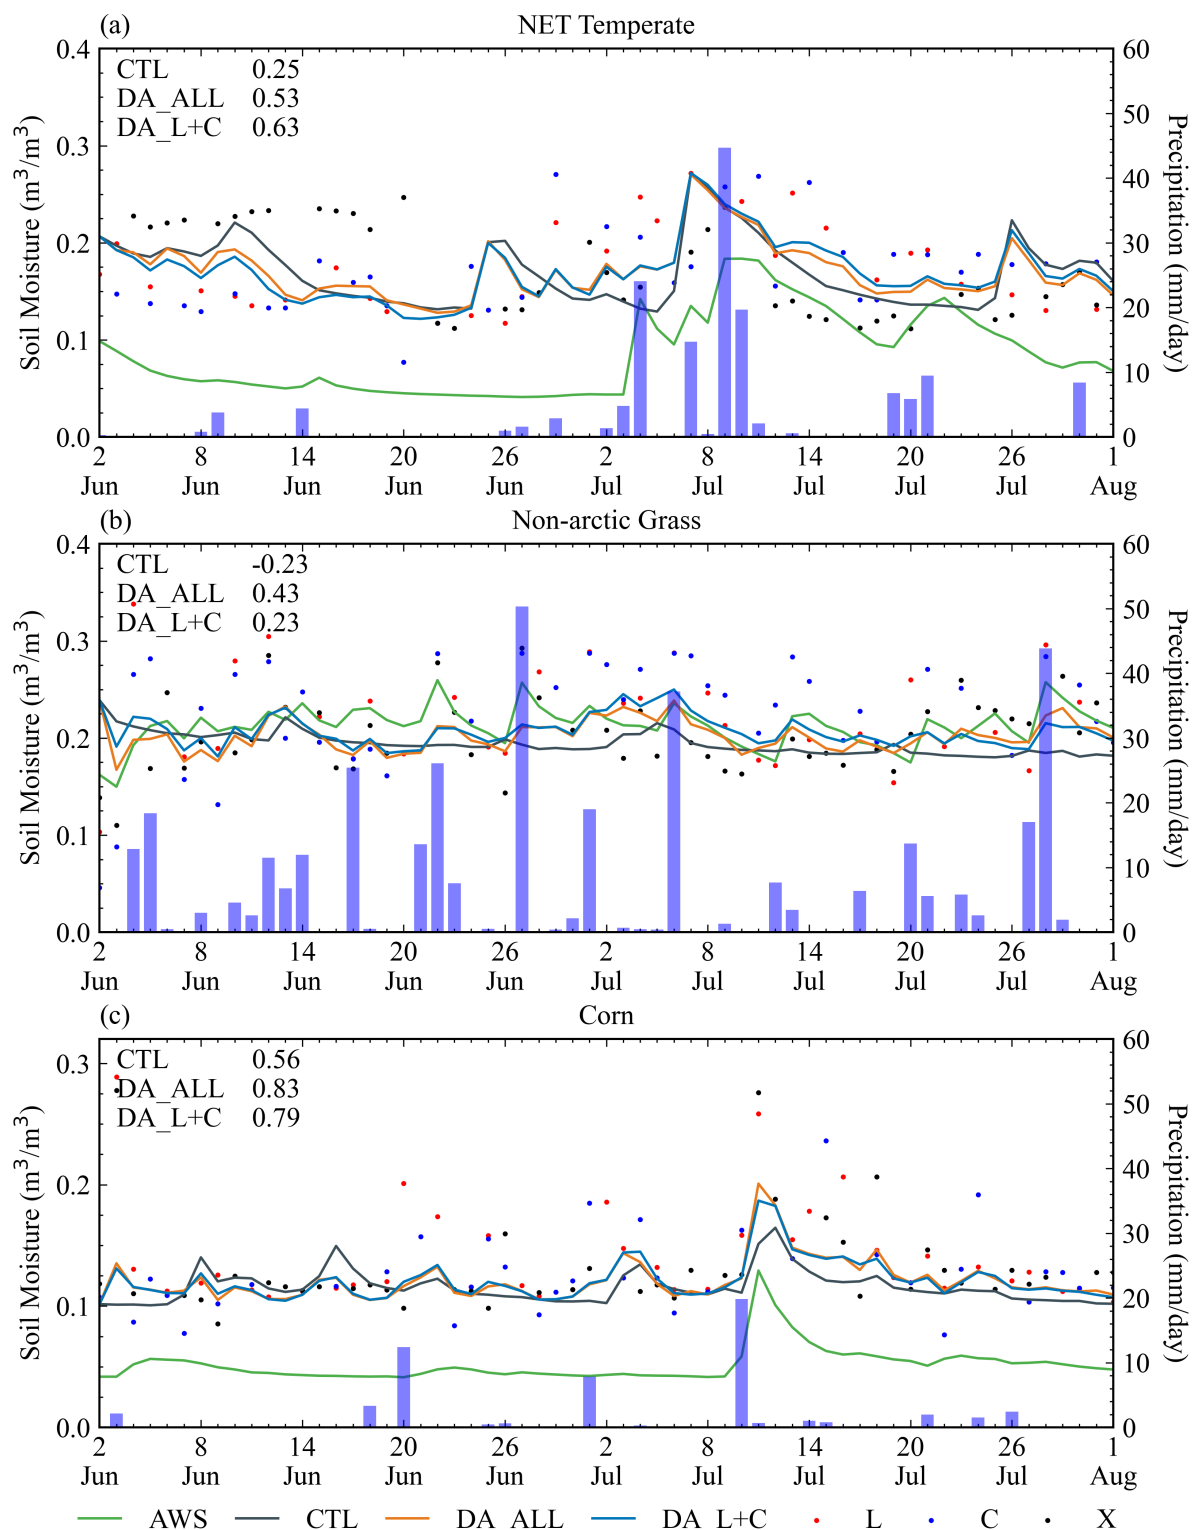 (a) NET Temperate
0.4 60
CTL 0.25
DA_ALL 0.53
DA_L+C 0.63
50
0.3
40
0.2 30
20
0.1
10
0.0 0
Soil Moisture (m³/m³)
Precipitation (mm/day)
2 8 14 20 26 2 8 14 20 26 1
Jun Jun Jun Jun Jun Jul Jul Jul Jul Jul Aug
(b) Non-arctic Grass
0.4 60
CTL -0.23
DA_ALL 0.43
DA_L+C 0.23
50
0.3
40
0.2 30
20
0.1
10
0.0 0
Soil Moisture (m³/m³)
Precipitation (mm/day)
2 8 14 20 26 2 8 14 20 26 1
Jun Jun Jun Jun Jun Jul Jul Jul Jul Jul Aug
(c) Corn
60
0.3
CTL 0.56
DA_ALL 0.83
DA_L+C 0.79
50
40
0.2
30
0.1 20
10
0.0 0
Soil Moisture (m³/m³)
Precipitation (mm/day)
2 8 14 20 26 2 8 14 20 26 1
Jun Jun Jun Jun Jun Jul Jul Jul Jul Jul Aug
AWS CTL DA ALL DA L+C L C X